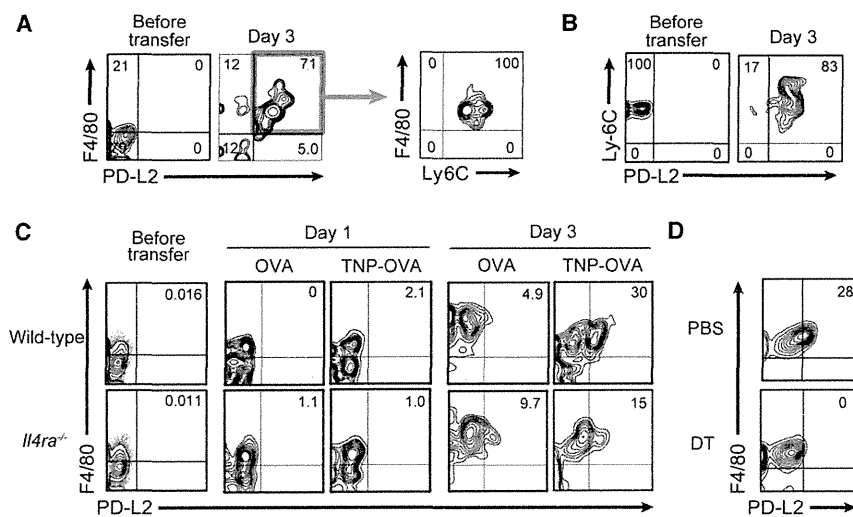 A
Before transfer
Day 3
21
0
79
0
12
71
12
5.0
0
100
0
0
F4/80
PD-L2
F4/80
Ly6C
B
Before transfer
Day 3
100
0
0
0
17
83
0
0
Ly-6C
PD-L2
C
Before transfer
Day 1
Day 3
OVA
TNP-OVA
OVA
TNP-OVA
Wild-type
0.016
0
2.1
4.9
30
Il4ra-/-
0.011
1.1
1.0
9.7
15
F4/80
PD-L2
D
PBS
28
DT
0
F4/80
PD-L2